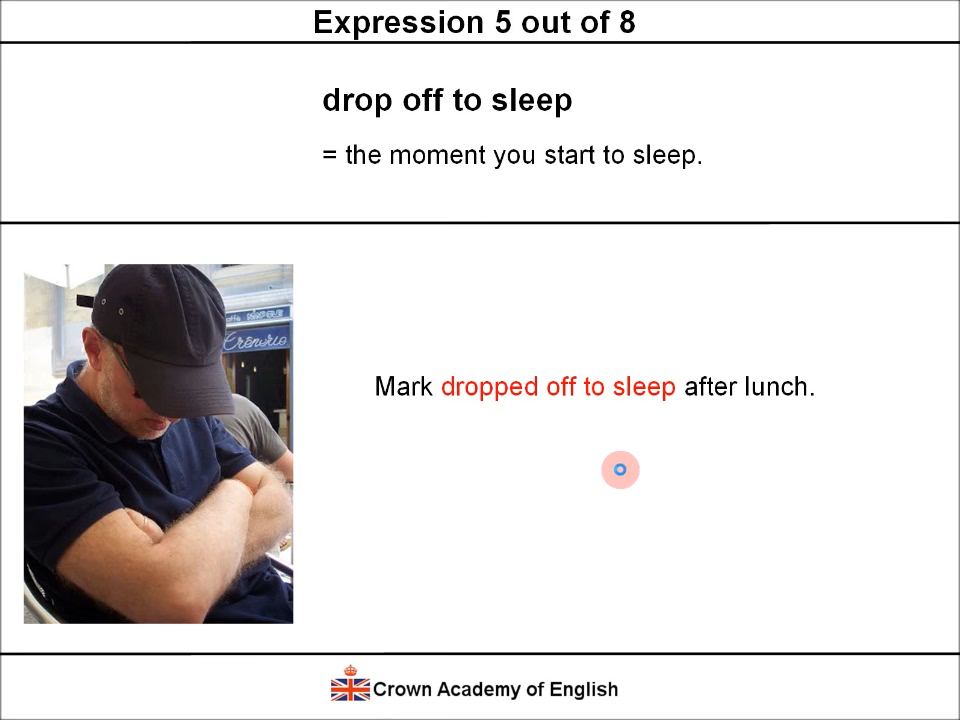 Expression 5 out of 8
drop off to sleep
= the moment you start to sleep.
Mark dropped off to sleep after lunch.
Crown Academy of English